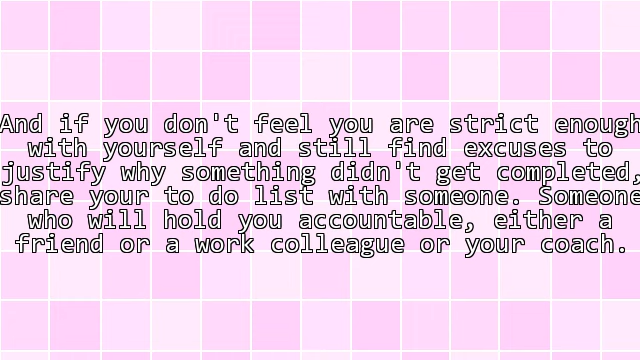 And if you don't feel you are strict enough
with yourself and still find excuses to
justify why something didn't get completed,
share your to do list with someone. Someone
who will hold you accountable, either a
friend or a work colleague or your coach.